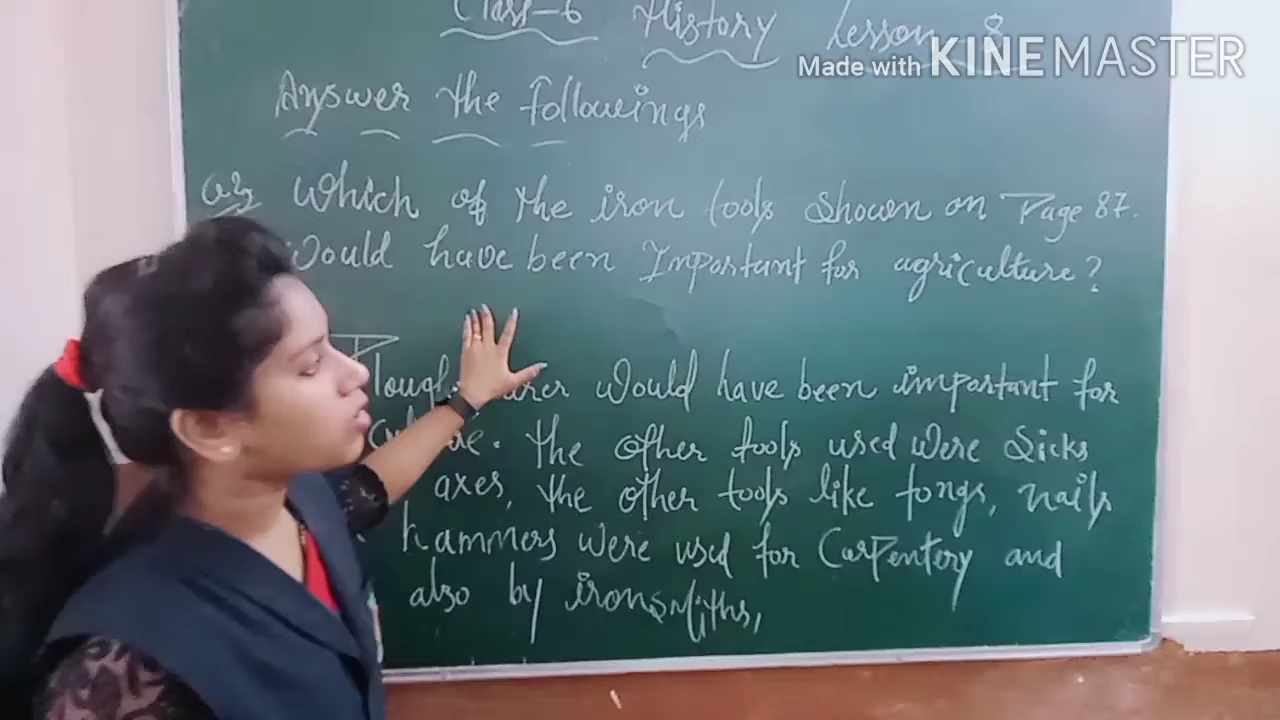 Class-6 History Lesson 8
Made with KINEMASTER
Answer the followings
Which of the iron tools shown on Page 87.
would have been Important for agriculture?
would have been important for
The other tools used were Sicks
axes, the other tools like tongs, nails
hammers were used for Carpentery and
also by ironsmiths,